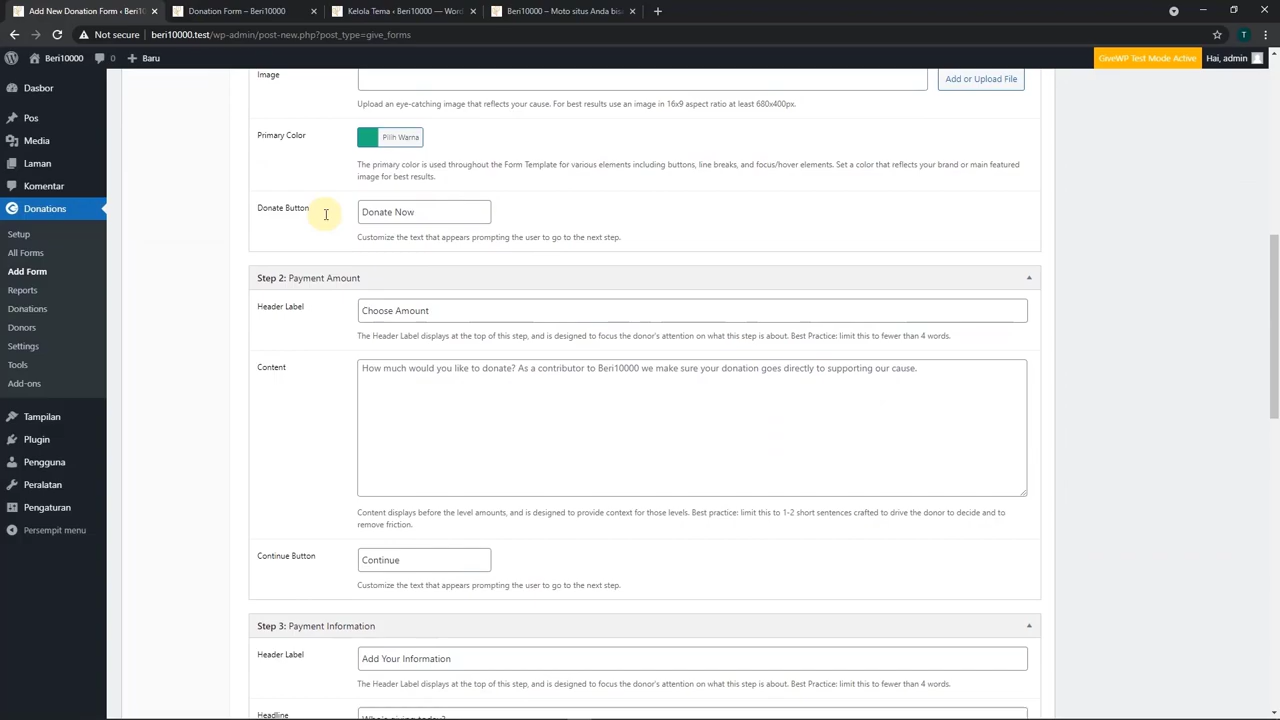 Add New Donation Form ‹ Beri10
Donation Form – Beri10000
Kelola Tema ‹ Beri10000 — Word
Beri10000 – Moto situs Anda bisa
Not secure
beri10000.test/wp-admin/post-new.php?post_type=give_forms
T
Beri10000
0
Baru
GiveWP Test Mode Active
Hai, admin
Dasbor
Pos
Media
Laman
Komentar
Donations
Setup
All Forms
Add Form
Reports
Donations
Donors
Settings
Tools
Add-ons
Tampilan
Plugin
Pengguna
Peralatan
Pengaturan
Persempit menu
Image
Add or Upload File
Upload an eye-catching image that reflects your cause. For best results use an image in 16x9 aspect ratio at least 680x400px.
Primary Color
Pilih Warna
The primary color is used throughout the Form Template for various elements including buttons, line breaks, and focus/hover elements. Set a color that reflects your brand or main featured
image for best results.
Donate Button
Donate Now
Customize the text that appears prompting the user to go to the next step.
Step 2: Payment Amount
Header Label
Choose Amount
The Header Label displays at the top of this step, and is designed to focus the donor's attention on what this step is about. Best Practice: limit this to fewer than 4 words.
Content
How much would you like to donate? As a contributor to Beri10000 we make sure your donation goes directly to supporting our cause.
Content displays before the level amounts, and is designed to provide context for those levels. Best practice: limit this to 1-2 short sentences crafted to drive the donor to decide and to
remove friction.
Continue Button
Continue
Customize the text that appears prompting the user to go to the next step.
Step 3: Payment Information
Header Label
Add Your Information
The Header Label displays at the top of this step, and is designed to focus the donor's attention on what this step is about. Best Practice: limit this to fewer than 4 words.
Headline
Who's giving today?